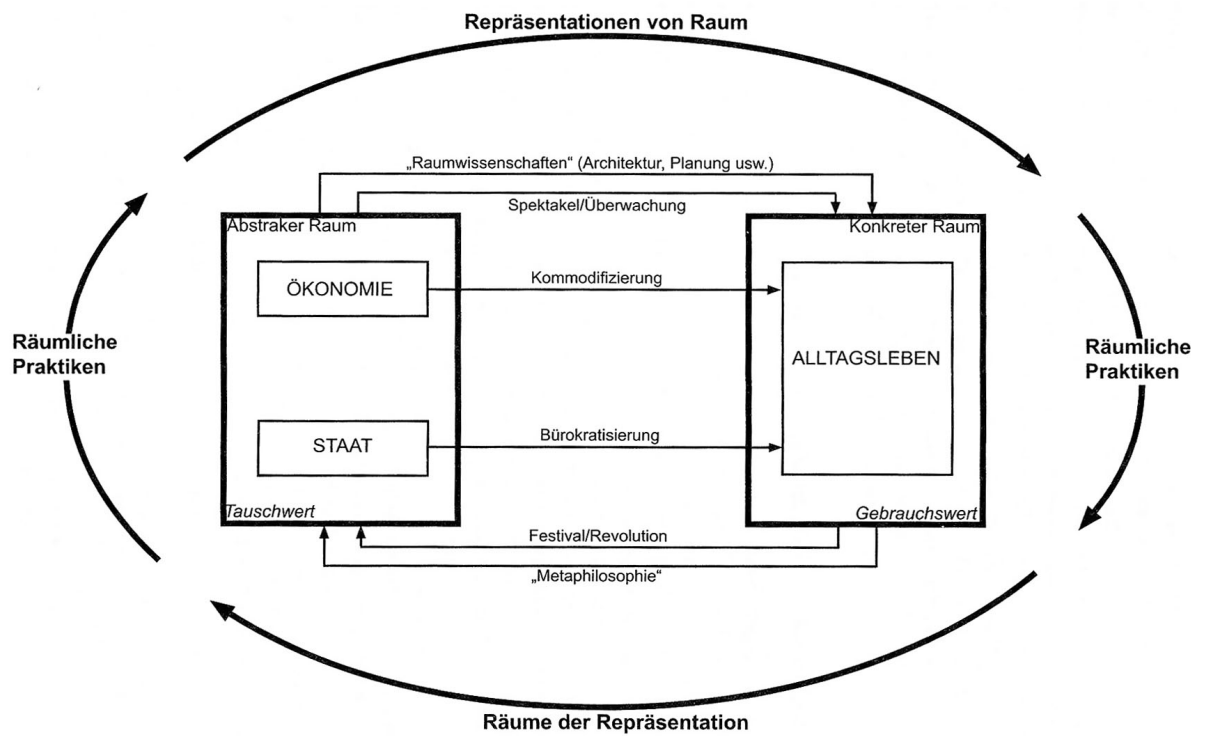 Repräsentationen von Raum
„Raumwissenschaften“ (Architektur, Planung usw.)
Spektakel/Überwachung
Abstraker Raum
Konkreter Raum
ÖKONOMIE
Kommodifizierung
Räumliche
Praktiken
ALLTAGSLEBEN
Räumliche
Praktiken
STAAT
Bürokratisierung
Tauschwert
Gebrauchswert
Festival/Revolution
„Metaphilosophie“
Räume der Repräsentation